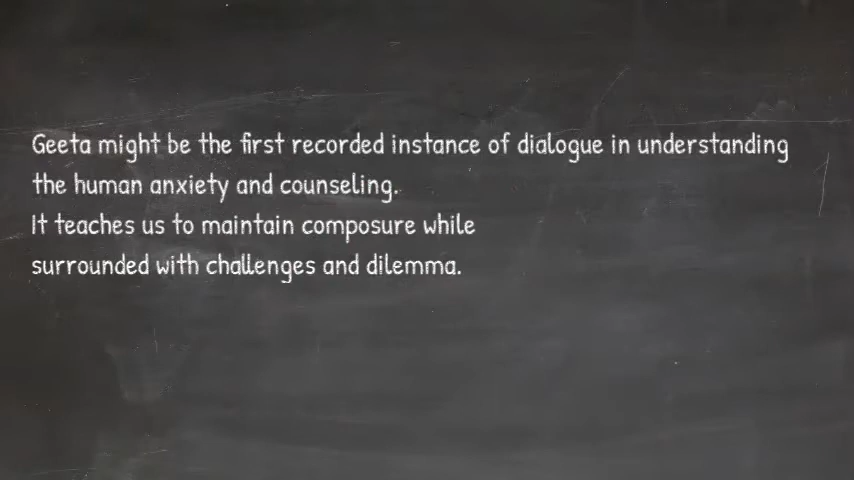 Geeta might be the first recorded instance of dialogue in understanding
the human anxiety and counseling.
It teaches us to maintain composure while
surrounded with challenges and dilemma.